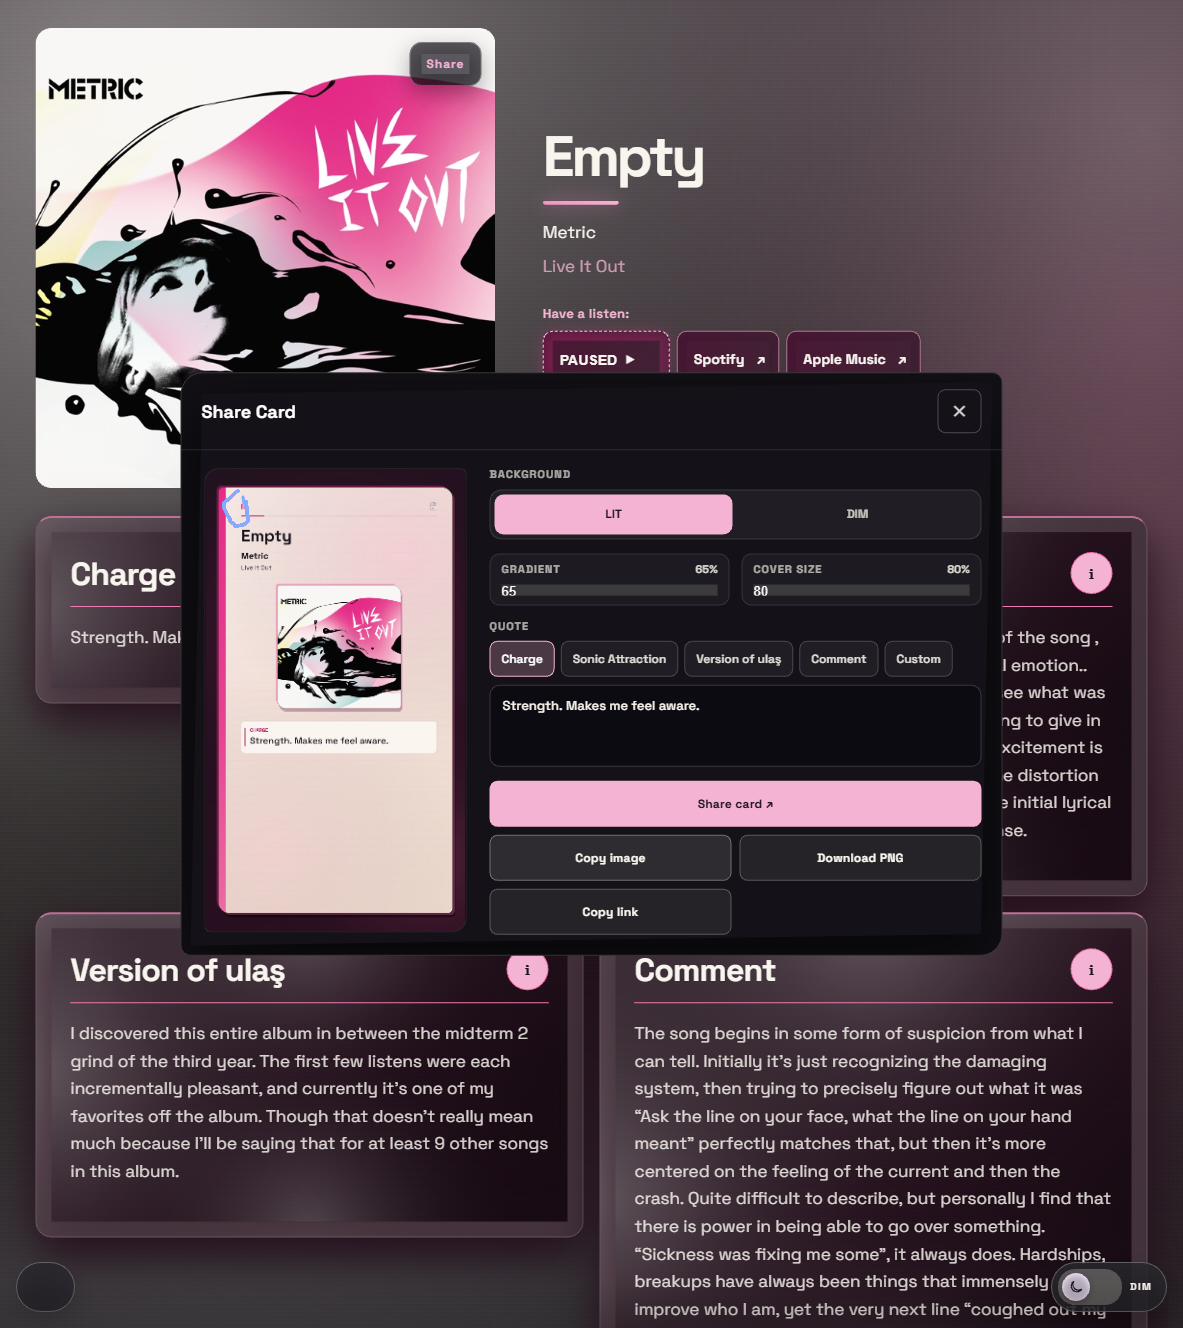 METRIC
LIVE
IT OUT
Share
Empty
Metric
Live It Out
Have a listen:
PAUSED ▶
Spotify ↗
Apple Music ↗
Share Card
✕
Empty
Metric
Live It Out
METRIC
LIVE
IT OUT
CHARGE
Strength. Makes me feel aware.
BACKGROUND
LIT
DIM
GRADIENT 65%
65
COVER SIZE 80%
80
QUOTE
Charge
Sonic Attraction
Version of ulaş
Comment
Custom
Strength. Makes me feel aware.
Share card ↗
Copy image
Download PNG
Copy link
Charge
Strength.
i
of the song ,
emotion..
what was
to give in
is
distortion
initial lyrical
Version of ulaş
i
I discovered this entire album in between the midterm 2
grind of the third year. The first few listens were each
incrementally pleasant, and currently it’s one of my
favorites off the album. Though that doesn’t really mean
much because I’ll be saying that for at least 9 other songs
in this album.
Comment
i
The song begins in some form of suspicion from what I
can tell. Initially it’s just recognizing the damaging
system, then trying to precisely figure out what it was
“Ask the line on your face, what the line on your hand
meant” perfectly matches that, but then it’s more
centered on the feeling of the current and then the
crash. Quite difficult to describe, but personally I find that
there is power in being able to go over something.
“Sickness was fixing me some”, it always does. Hardships,
breakups have always been things that immensely
improve who I am, yet the very next line “coughed out my
DIM